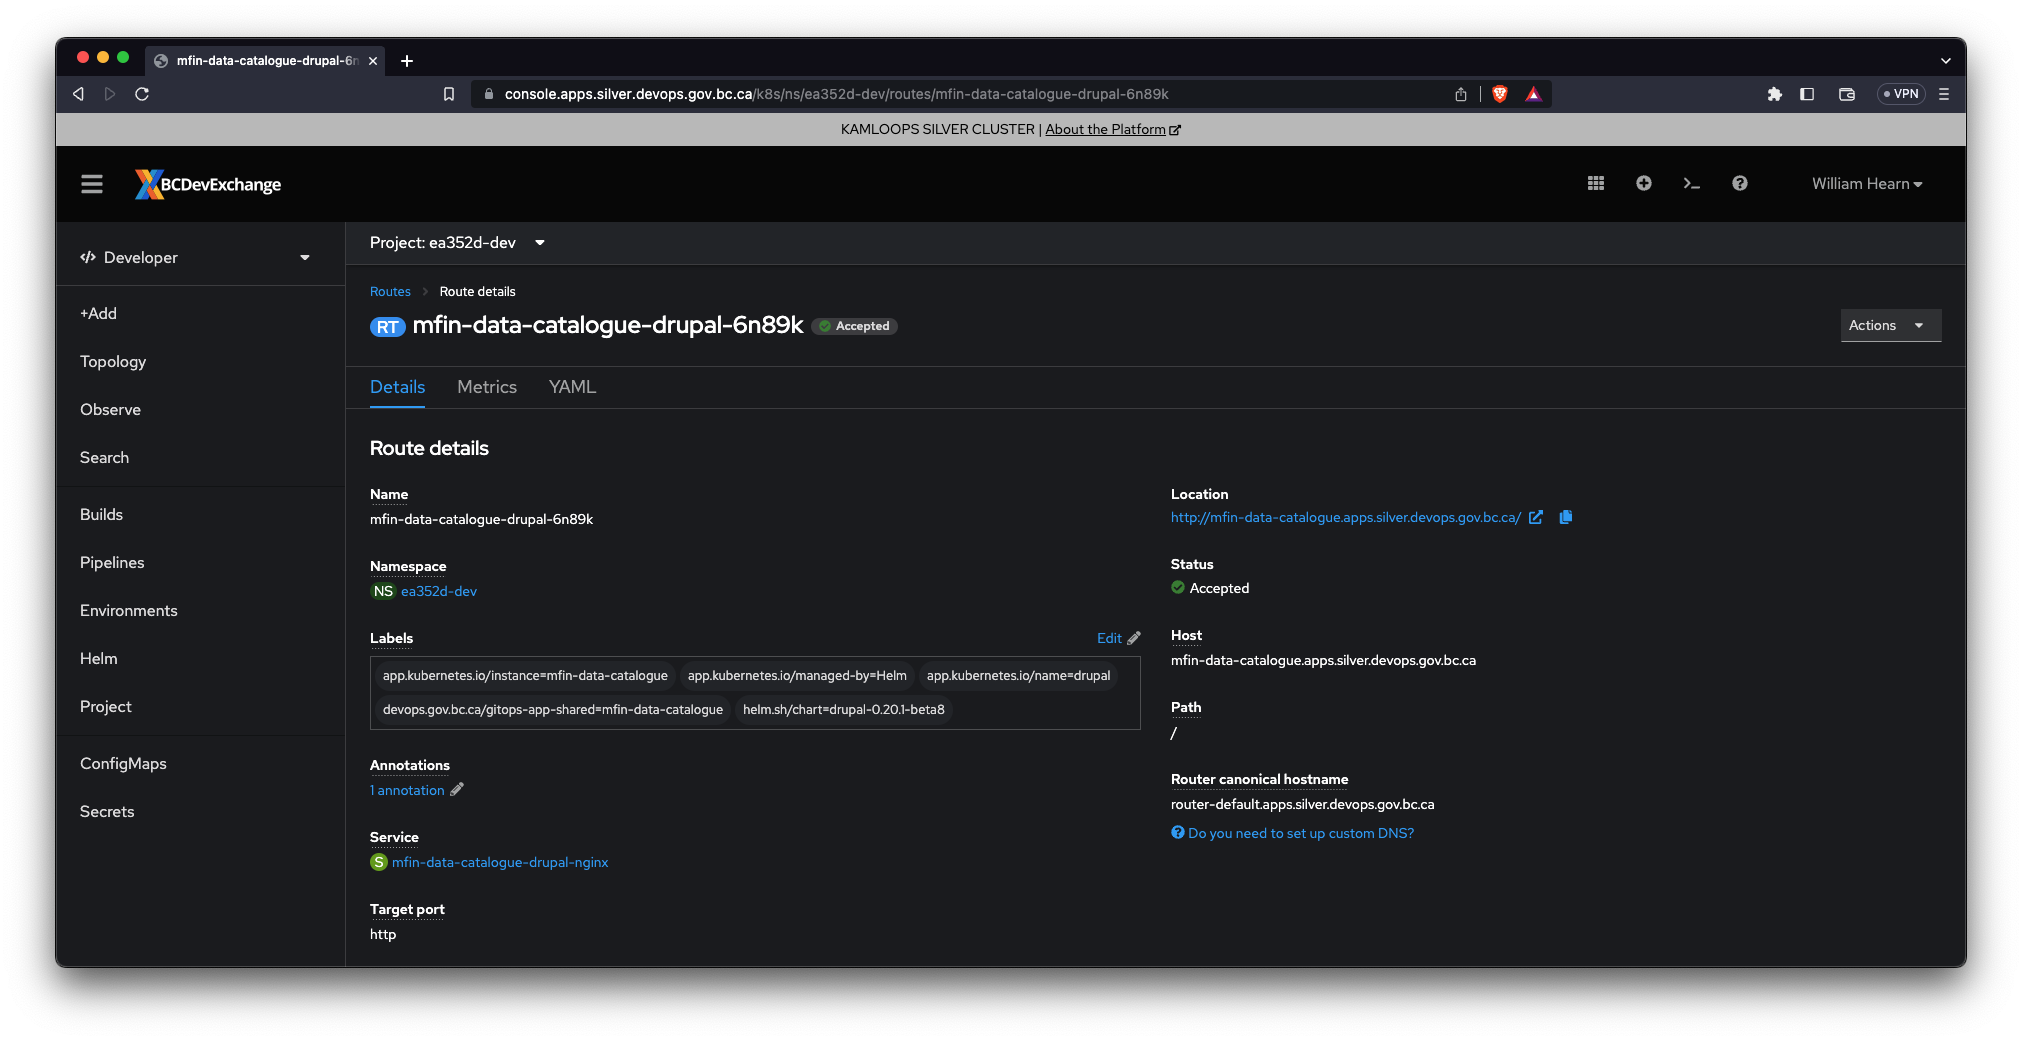 mfin-data-catalogue-drupal-6n
console.apps.silver.devops.gov.bc.ca/k8s/ns/ea352d-dev/routes/mfin-data-catalogue-drupal-6n89k
VPN
KAMLOOPS SILVER CLUSTER | About the Platform
BCDevExchange
William Hearn
Developer
+Add
Topology
Observe
Search
Builds
Pipelines
Environments
Helm
Project
ConfigMaps
Secrets
Project: ea352d-dev
Routes > Route details
RT mfin-data-catalogue-drupal-6n89k Accepted
Actions
Details Metrics YAML
Route details
Name
mfin-data-catalogue-drupal-6n89k
Namespace
NS ea352d-dev
Labels Edit
app.kubernetes.io/instance=mfin-data-catalogue app.kubernetes.io/managed-by=Helm app.kubernetes.io/name=drupal
devops.gov.bc.ca/gitops-app-shared=mfin-data-catalogue helm.sh/chart=drupal-0.20.1-beta8
Annotations
1 annotation
Service
S mfin-data-catalogue-drupal-nginx
Target port
http
Location
http://mfin-data-catalogue.apps.silver.devops.gov.bc.ca/
Status
Accepted
Host
mfin-data-catalogue.apps.silver.devops.gov.bc.ca
Path
/
Router canonical hostname
router-default.apps.silver.devops.gov.bc.ca
Do you need to set up custom DNS?